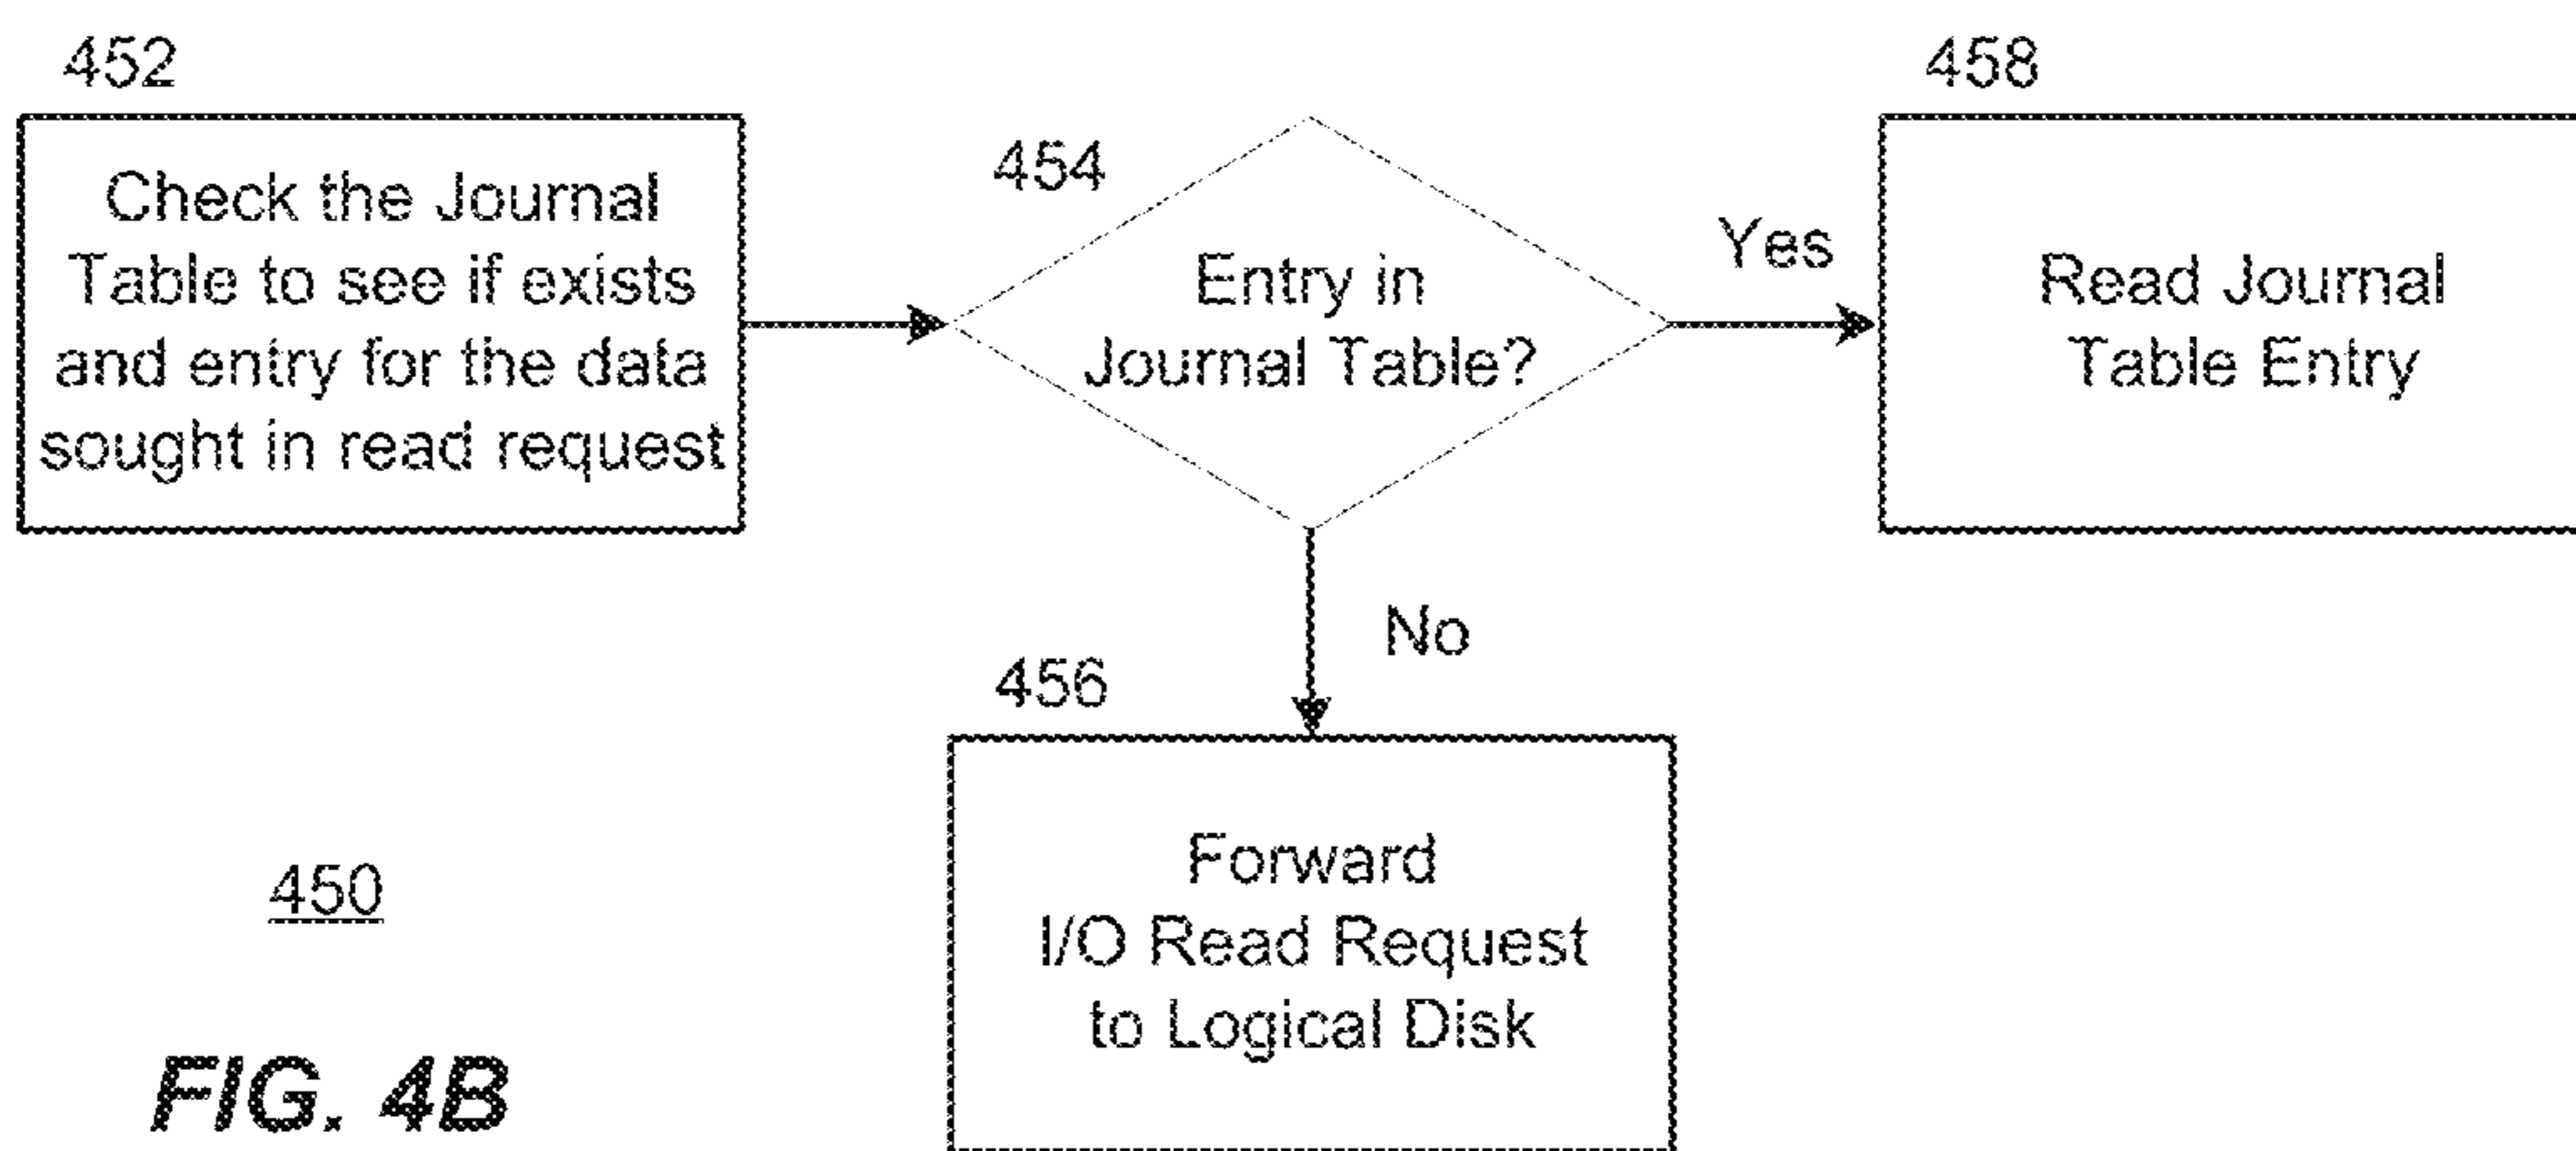 452
Check the Journal
Table to see if exists
and entry for the data
sought in read request
454
Entry in
Journal Table?
Yes
458
Read Journal
Table Entry
No
456
Forward
I/O Read Request
to Logical Disk
450
FIG. 4B